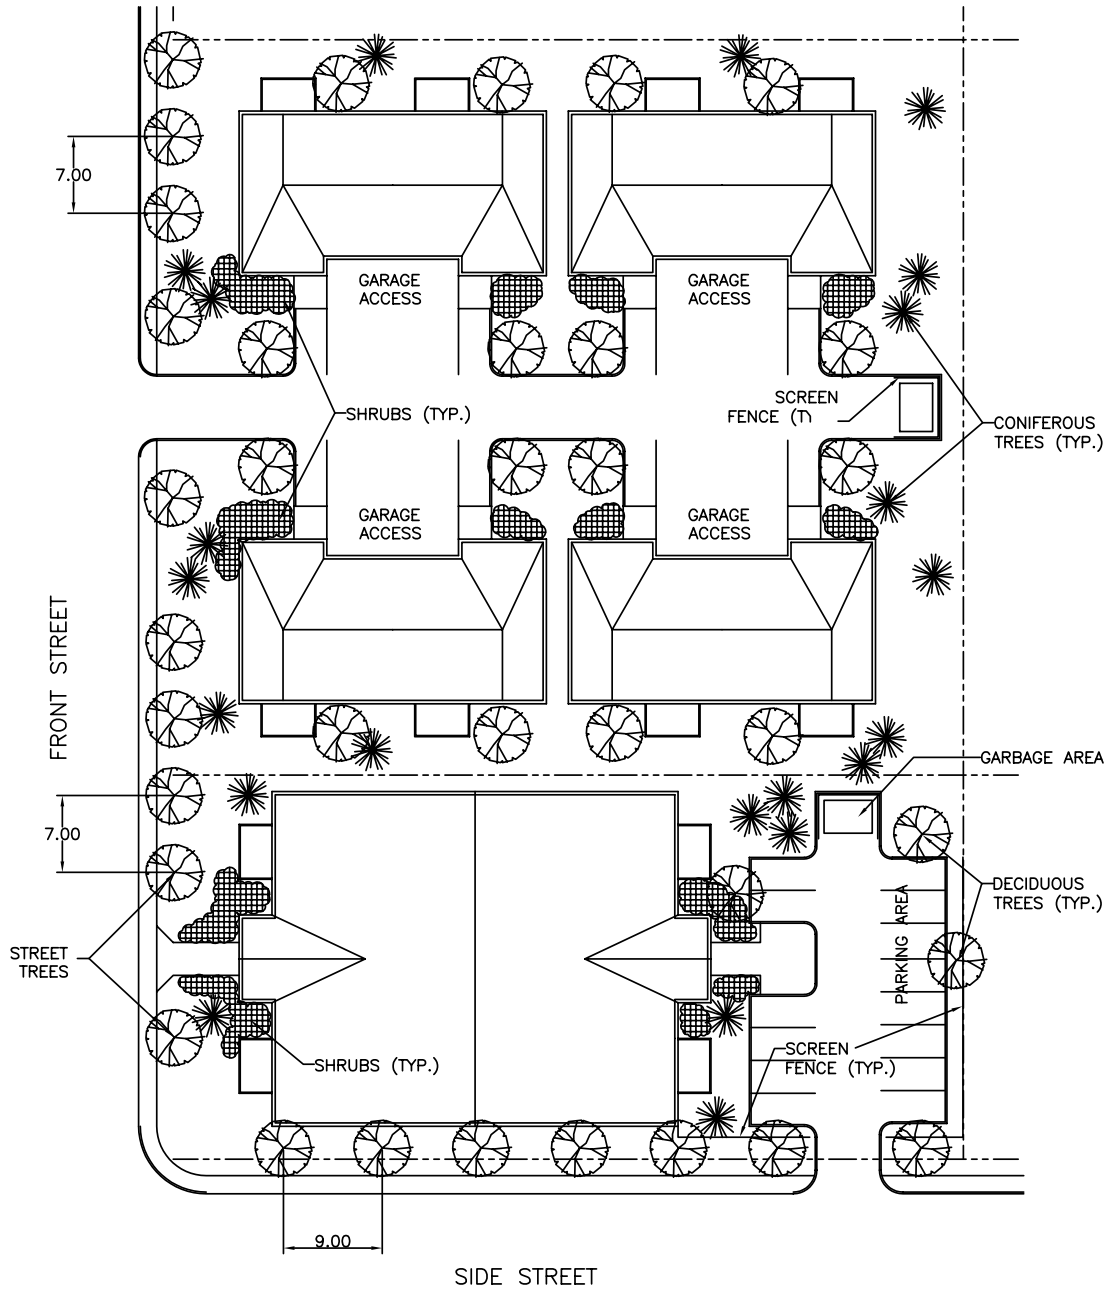 7.00
GARAGE
ACCESS
GARAGE
ACCESS
SHRUBS (TYP.)
SCREEN
FENCE (T
CONIFEROUS
TREES (TYP.)
GARAGE
ACCESS
GARAGE
ACCESS
FRONT STREET
GARBAGE AREA
7.00
DECIDUOUS
TREES (TYP.)
PARKING AREA
STREET
TREES
SHRUBS (TYP.)
SCREEN
FENCE (TYP.)
9.00
SIDE STREET